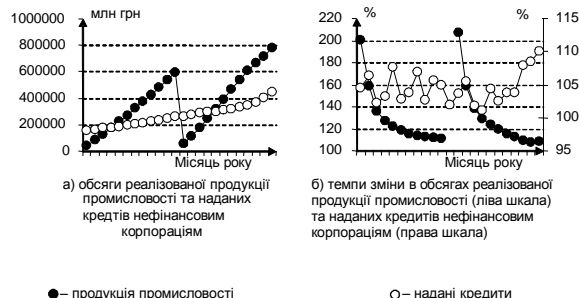 млн грн
1000000
800000
600000
400000
200000
0
Місяць року
а) обсяги реалізованої продукції
промисловості та наданих
кредтів нефінансовим
корпораціям
%
%
220
200
180
160
140
120
100
115
110
105
100
95
Місяць року
б) темпи зміни в обсягах реалізованої
продукції промисловості (ліва шкала)
та наданих кредитів нефінансовим
корпораціям (права шкала)
– продукція промисловості
– надані кредити